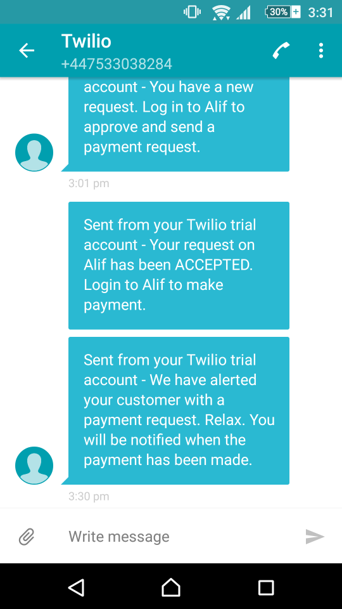 30% 3:31
Twilio
+447533038284
account - You have a new
request. Log in to Alif to
approve and send a
payment request.
3:01 pm
Sent from your Twilio trial
account - Your request on
Alif has been ACCEPTED.
Login to Alif to make
payment.
Sent from your Twilio trial
account - We have alerted
your customer with a
payment request. Relax. You
will be notified when the
payment has been made.
3:30 pm
Write message